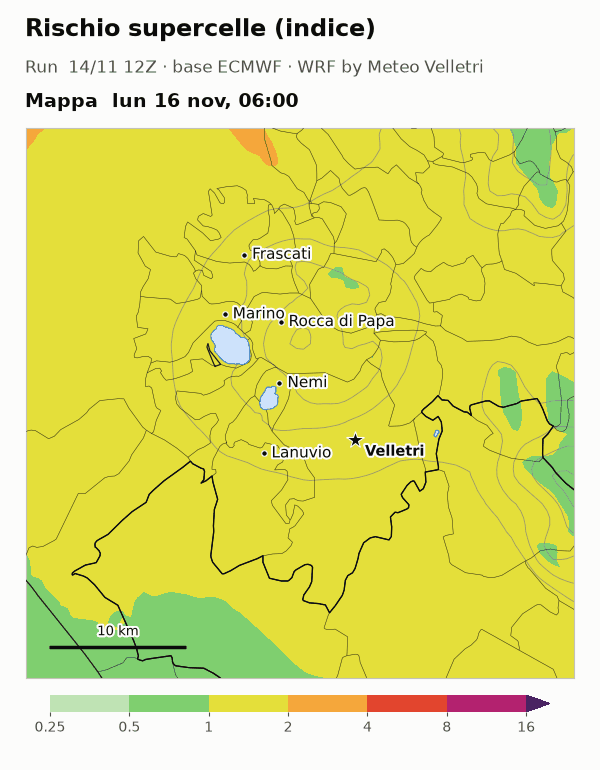 Rischio supercelle (indice)
Run  14/11 12Z · base ECMWF · WRF by Meteo Velletri
Mappa  lun 16 nov, 06:00
Frascati
Marino
Rocca di Papa
Nemi
Velletri
Lanuvio
10 km
0.25 0.5 1 2 4 8 16